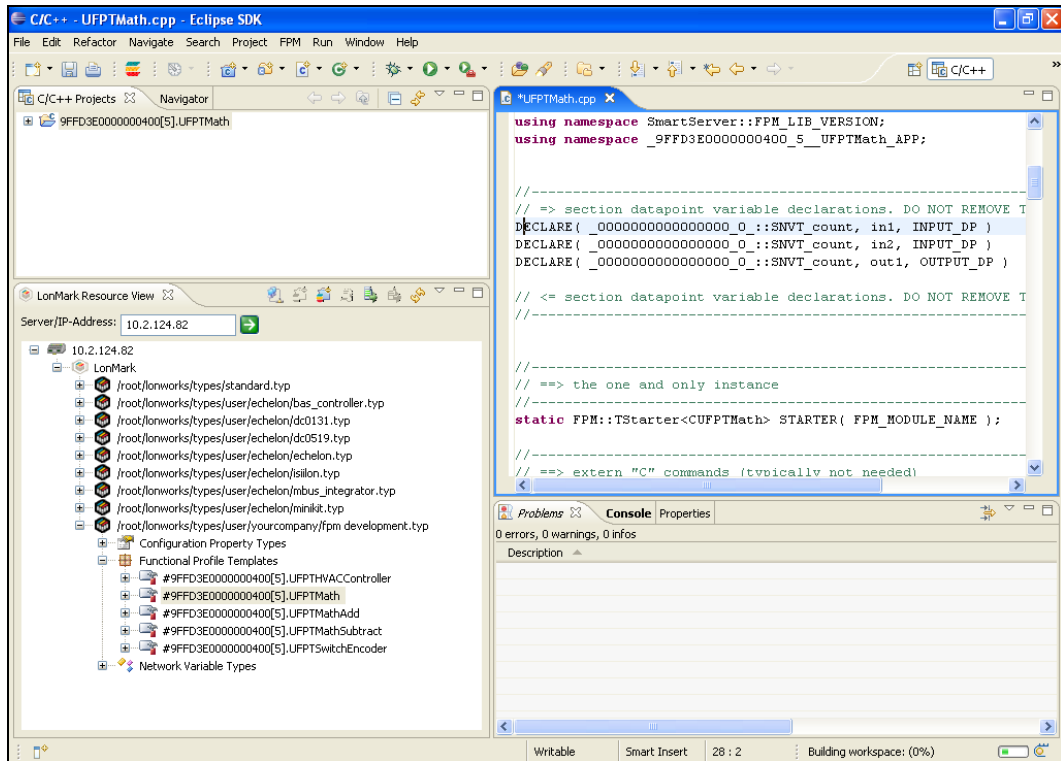 C/C++ - UFPTMath.cpp - Eclipse SDK
File Edit Refactor Navigate Search Project FPM Run Window Help
C/C++
C/C++ Projects Navigator
9FFD3E0000000400[5].UFPTMath
*UFPTMath.cpp
using namespace SmartServer::FPM_LIB_VERSION;
using namespace _9FFD3E0000000400_5__UFPTMath_APP;
//------------------------------------------------------------
// => section datapoint variable declarations. DO NOT REMOVE T
DECLARE( _0000000000000000_0_::SNVT_count, in1, INPUT_DP )
DECLARE( _0000000000000000_0_::SNVT_count, in2, INPUT_DP )
DECLARE( _0000000000000000_0_::SNVT_count, out1, OUTPUT_DP )
// <= section datapoint variable declarations. DO NOT REMOVE T
//------------------------------------------------------------
//------------------------------------------------------------
// ==> the one and only instance
//------------------------------------------------------------
static FPM::TStarter<CUFPTMath> STARTER( FPM_MODULE_NAME );
//------------------------------------------------------------
// ==> extern "C" commands (typically not needed)
LonMark Resource View
Server/IP-Address: 10.2.124.82
10.2.124.82
LonMark
/root/lonworks/types/standard.typ
/root/lonworks/types/user/echelon/bas_controller.typ
/root/lonworks/types/user/echelon/dc0131.typ
/root/lonworks/types/user/echelon/dc0519.typ
/root/lonworks/types/user/echelon/echelon.typ
/root/lonworks/types/user/echelon/isiilon.typ
/root/lonworks/types/user/echelon/mbus_integrator.typ
/root/lonworks/types/user/echelon/minikit.typ
/root/lonworks/types/user/yourcompany/fpm development.typ
Configuration Property Types
Functional Profile Templates
#9FFD3E0000000400[5].UFPTHVACController
#9FFD3E0000000400[5].UFPTMath
#9FFD3E0000000400[5].UFPTMathAdd
#9FFD3E0000000400[5].UFPTMathSubtract
#9FFD3E0000000400[5].UFPTSwitchEncoder
Network Variable Types
Problems Console Properties
0 errors, 0 warnings, 0 infos
Description
Writable Smart Insert 28 : 2 Building workspace: (0%)